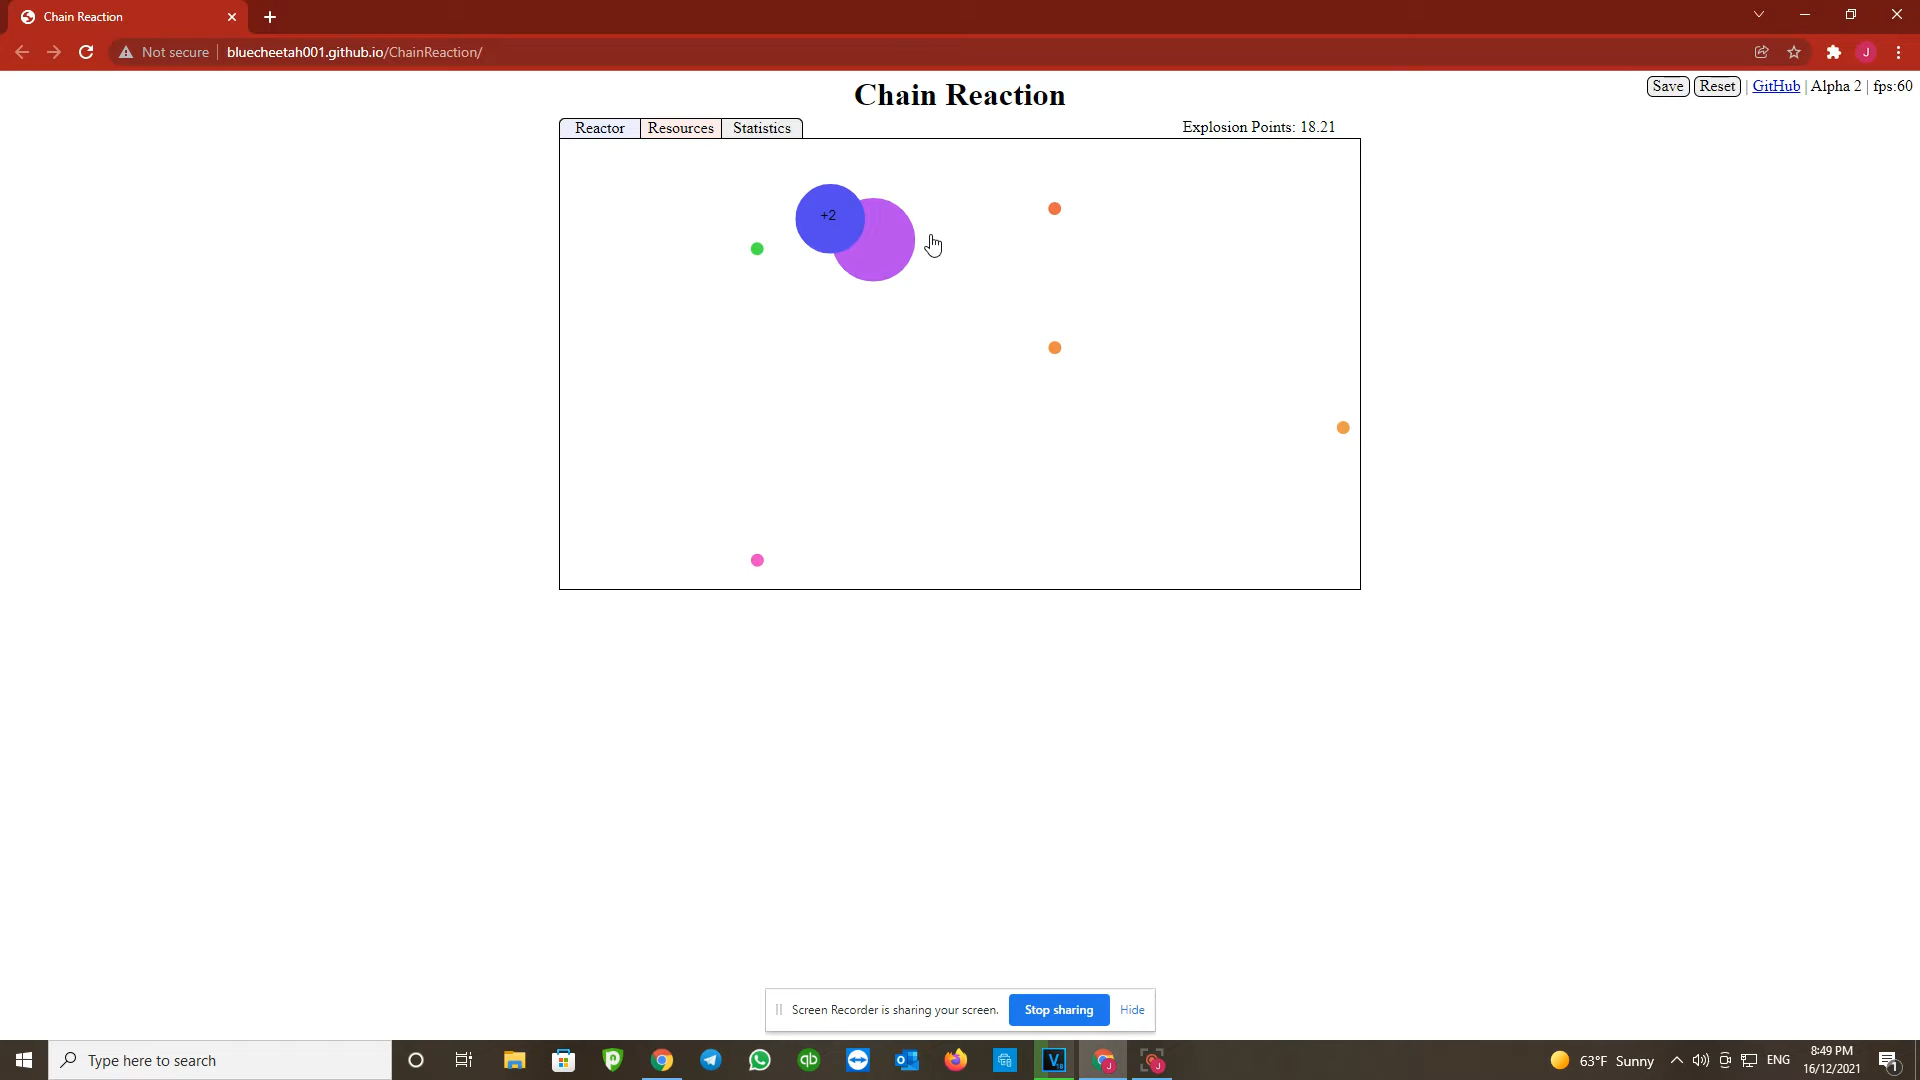 Chain Reaction
Not secure
bluecheetah001.github.io/ChainReaction/
J
Chain Reaction
Save
Reset
| GitHub | Alpha 2 | fps:60
Reactor
Resources
Statistics
Explosion Points: 18.21
+2
Screen Recorder is sharing your screen.
Stop sharing
Hide
Type here to search
63°F Sunny
ENG
8:49 PM
16/12/2021
1